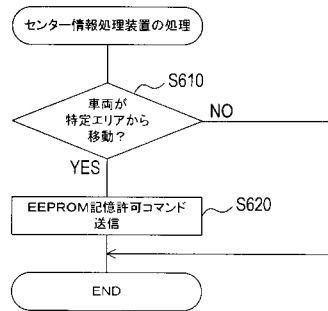 センター情報処理装置の処理
S610
車両が
特定エリアから
移動？
NO
YES
EEPROM記憶許可コマンド
送信
S620
END